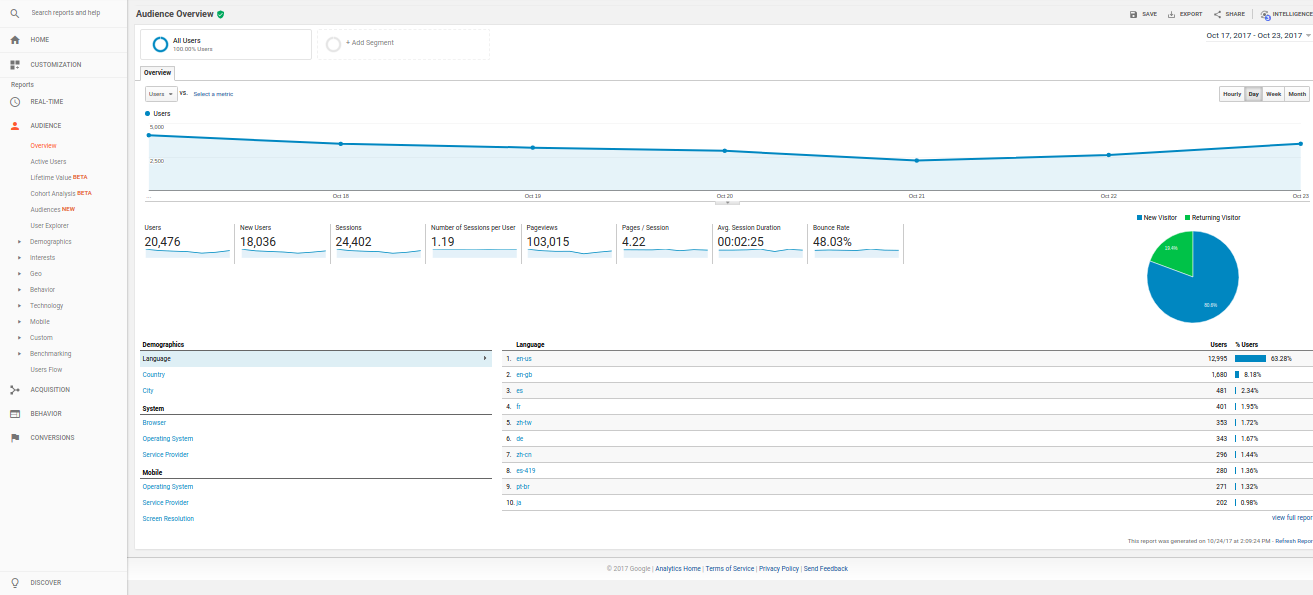 Search reports and help
HOME
CUSTOMIZATION
Reports
REAL-TIME
AUDIENCE
Overview
Active Users
Lifetime Value BETA
Cohort Analysis BETA
Audiences NEW
User Explorer
Demographics
Interests
Geo
Behavior
Technology
Mobile
Custom
Benchmarking
Users Flow
ACQUISITION
BEHAVIOR
CONVERSIONS
DISCOVER
Audience Overview
SAVE EXPORT SHARE INTELLIGENCE
Oct 17, 2017 - Oct 23, 2017
All Users
100.00% Users
+ Add Segment
Overview
Users vs. Select a metric
Hourly Day Week Month
Users
5,000
2,500
... Oct 18 Oct 19 Oct 20 Oct 21 Oct 22 Oct 23
New Visitor Returning Visitor
Users
20,476
New Users
18,036
Sessions
24,402
Number of Sessions per User
1.19
Pageviews
103,015
Pages / Session
4.22
Avg. Session Duration
00:02:25
Bounce Rate
48.03%
19.4%
80.6%
Demographics
Language
Country
City
System
Browser
Operating System
Service Provider
Mobile
Operating System
Service Provider
Screen Resolution
Language Users % Users
1. en-us 12,995 63.28%
2. en-gb 1,680 8.18%
3. es 481 2.34%
4. fr 401 1.95%
5. zh-tw 353 1.72%
6. de 343 1.67%
7. zh-cn 296 1.44%
8. es-419 280 1.36%
9. pt-br 271 1.32%
10. ja 202 0.98%
view full repor
This report was generated on 10/24/17 at 2:09:24 PM - Refresh Repor
© 2017 Google | Analytics Home | Terms of Service | Privacy Policy | Send Feedback